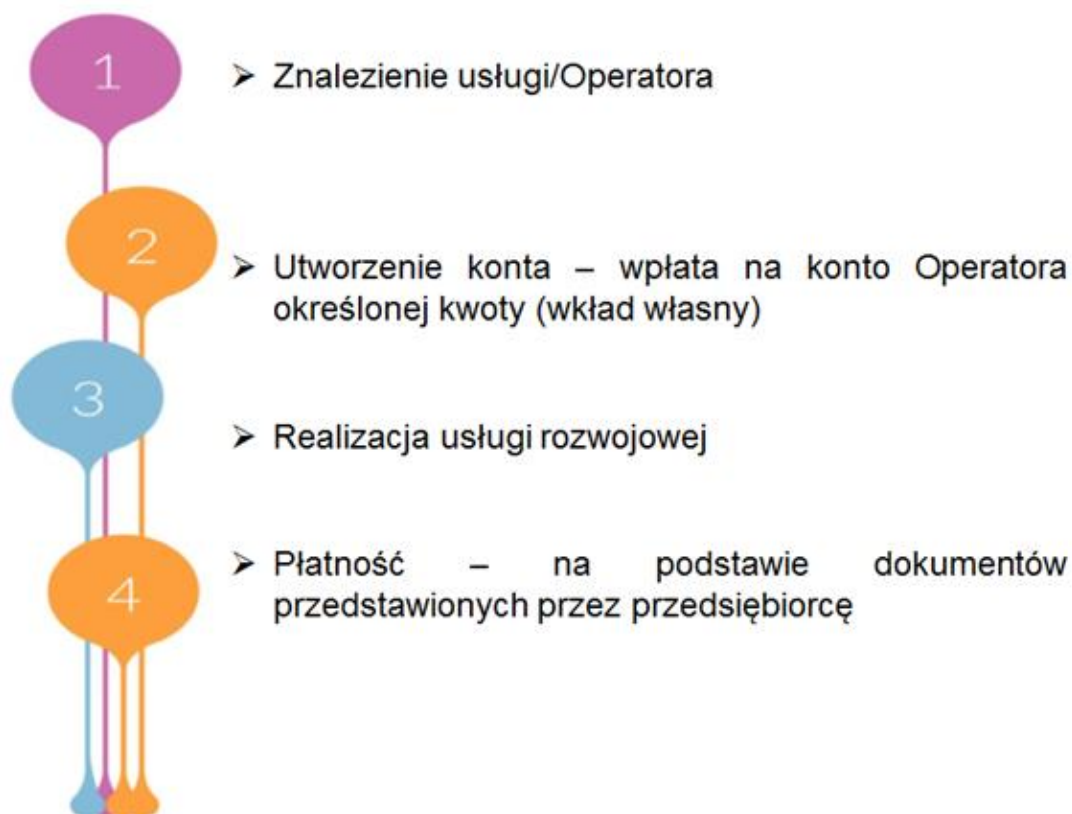 1
➢ Znalezienie usługi/Operatora
2
➢ Utworzenie konta – wpłata na konto Operatora
określonej kwoty (wkład własny)
3
➢ Realizacja usługi rozwojowej
4
➢ Płatność – na podstawie dokumentów
przedstawionych przez przedsiębiorcę